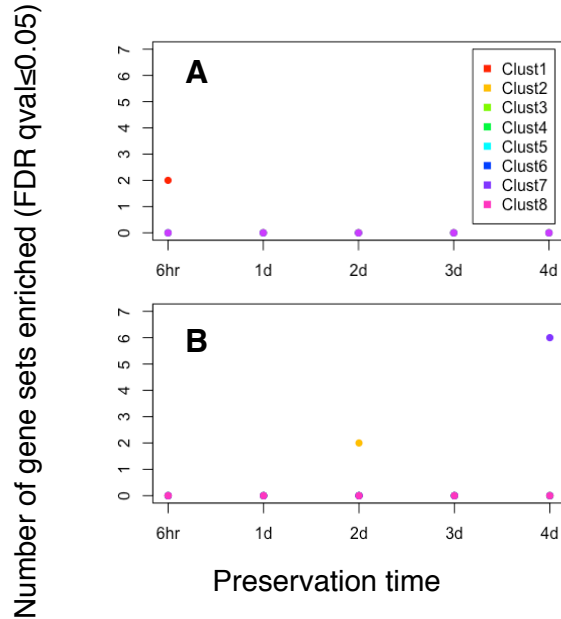 Number of gene sets enriched (FDR qval≤0.05)
A
7
6
5
4
3
2
1
0
Clust1
Clust2
Clust3
Clust4
Clust5
Clust6
Clust7
Clust8
6hr 1d 2d 3d 4d
B
7
6
5
4
3
2
1
0
6hr 1d 2d 3d 4d
Preservation time